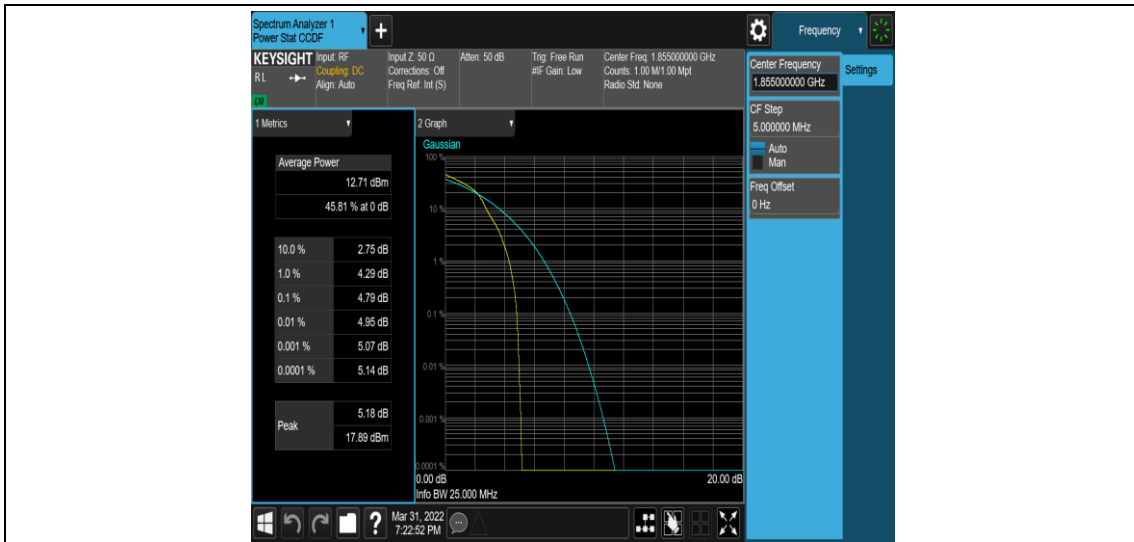 Spectrum Analyzer 1
Power Stat CCDF
+
Frequency
KEYSIGHT
RL
LXI
Input: RF
Coupling: DC
Align: Auto
Input Z: 50 Ω
Corrections: Off
Freq Ref: Int (S)
Atten: 50 dB
Trig: Free Run
#IF Gain: Low
Center Freq: 1.855000000 GHz
Counts: 1.00 M/1.00 Mpt
Radio Std: None
Center Frequency
1.855000000 GHz
Settings
CF Step
5.000000 MHz
Auto
Man
Freq Offset
0 Hz
1 Metrics
Average Power
12.71 dBm
45.81 % at 0 dB
10.0 % 2.75 dB
1.0 % 4.29 dB
0.1 % 4.79 dB
0.01 % 4.95 dB
0.001 % 5.07 dB
0.0001 % 5.14 dB
Peak
5.18 dB
17.89 dBm
2 Graph
Gaussian
100 %
10 %
1 %
0.1 %
0.01 %
0.001 %
0.0001 %
0.00 dB 20.00 dB
Info BW 25.000 MHz
?
Mar 31, 2022
7:22:52 PM